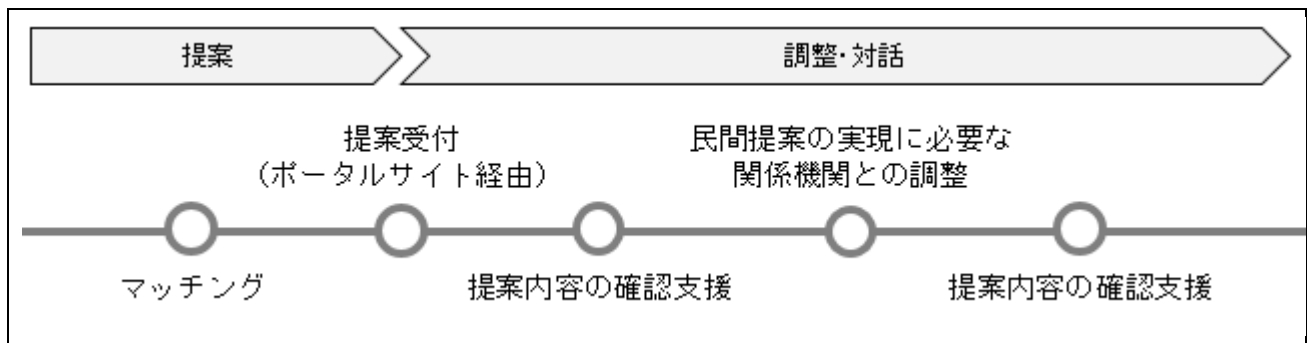 提案
調整・対話
提案受付
（ポータルサイト経由）
民間提案の実現に必要な
関係機関との調整
マッチング
提案内容の確認支援
提案内容の確認支援